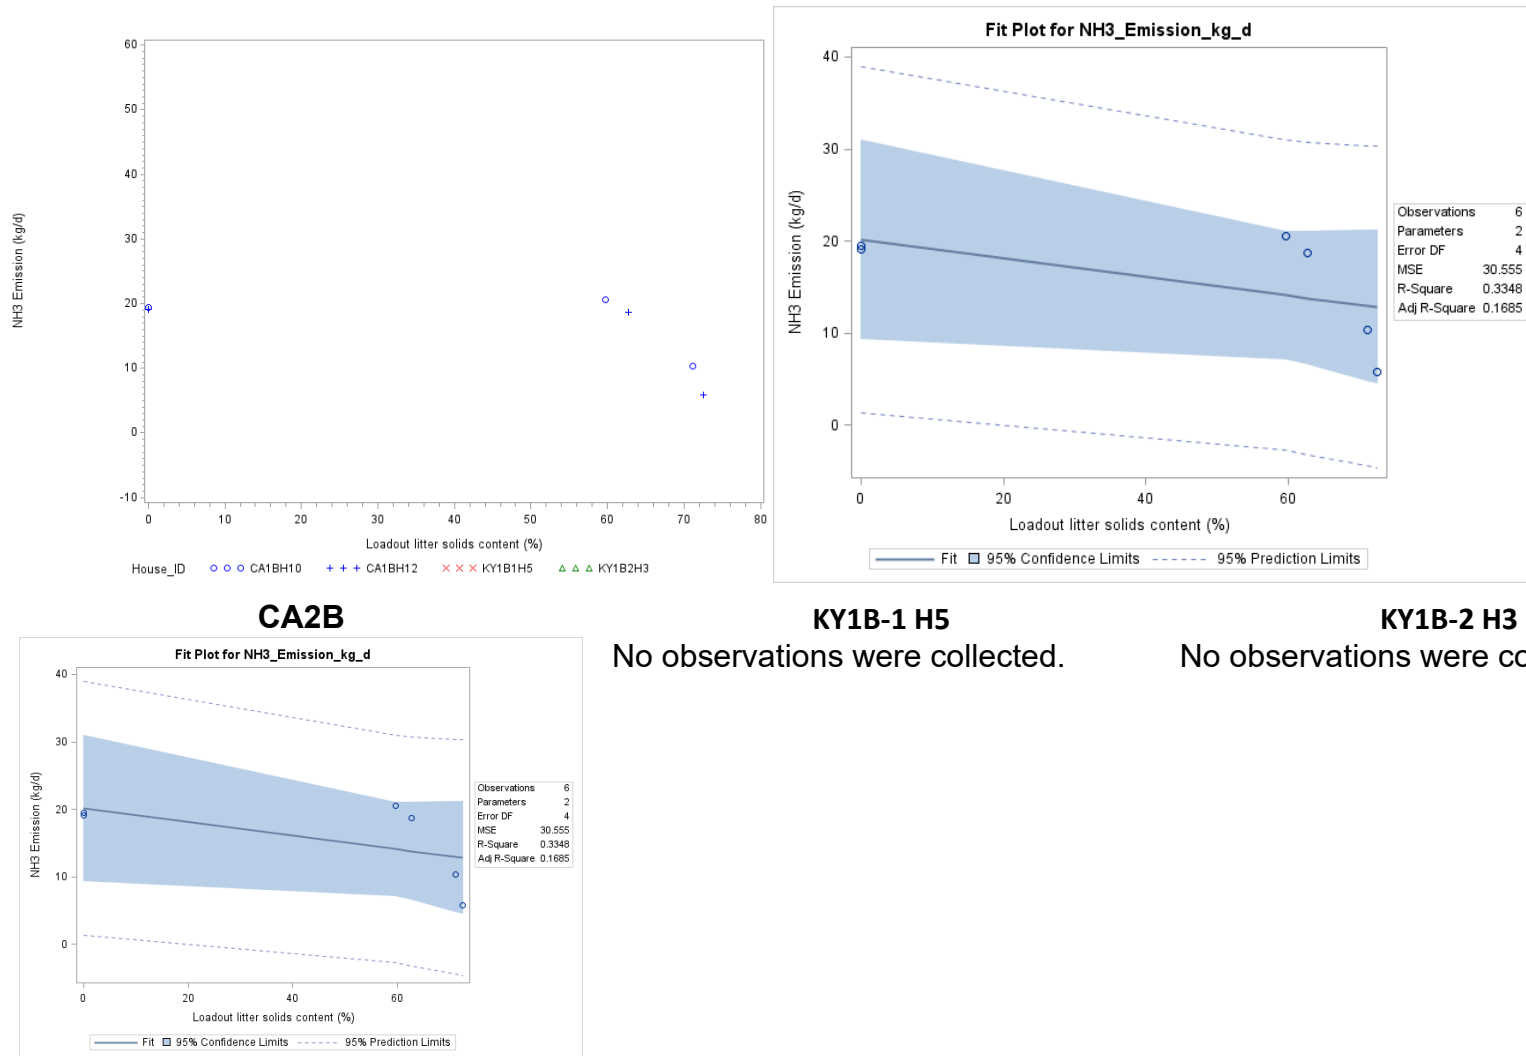 60
50
40
30
20
10
0
-10
NH3 Emission (kg/d)
0 10 20 30 40 50 60 70 80
Loadout litter solids content (%)
House_ID CA1BH10 CA1BH12 KY1B1H5 KY1B2H3
Fit Plot for NH3_Emission_kg_d
40
30
20
10
0
NH3 Emission (kg/d)
0 20 40 60
Loadout litter solids content (%)
Fit 95% Confidence Limits 95% Prediction Limits
Observations 6
Parameters 2
Error DF 4
MSE 30.555
R-Square 0.3348
Adj R-Square 0.1685
CA2B
Fit Plot for NH3_Emission_kg_d
40
30
20
10
0
NH3 Emission (kg/d)
0 20 40 60
Loadout litter solids content (%)
Fit 95% Confidence Limits 95% Prediction Limits
Observations 6
Parameters 2
Error DF 4
MSE 30.555
R-Square 0.3348
Adj R-Square 0.1685
KY1B-1 H5
No observations were collected.
KY1B-2 H3
No observations were co